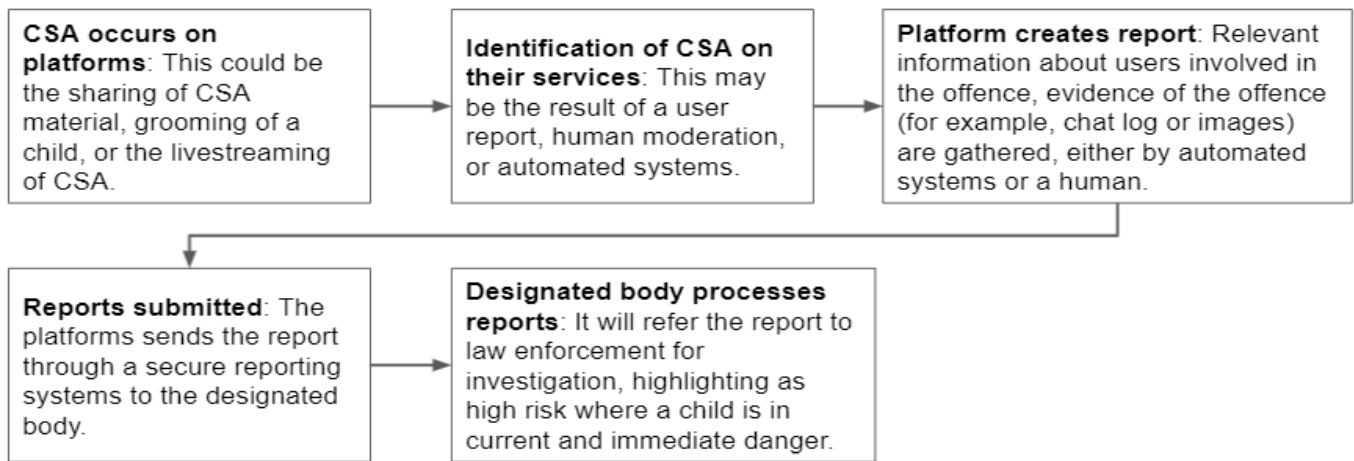 CSA occurs on
platforms: This could be
the sharing of CSA
material, grooming of a
child, or the livestreaming
of CSA.
Identification of CSA on
their services: This may
be the result of a user
report, human moderation,
or automated systems.
Platform creates report: Relevant
information about users involved in
the offence, evidence of the offence
(for example, chat log or images)
are gathered, either by automated
systems or a human.
Reports submitted: The
platforms sends the report
through a secure reporting
systems to the designated
body.
Designated body processes
reports: It will refer the report to
law enforcement for
investigation, highlighting as
high risk where a child is in
current and immediate danger.